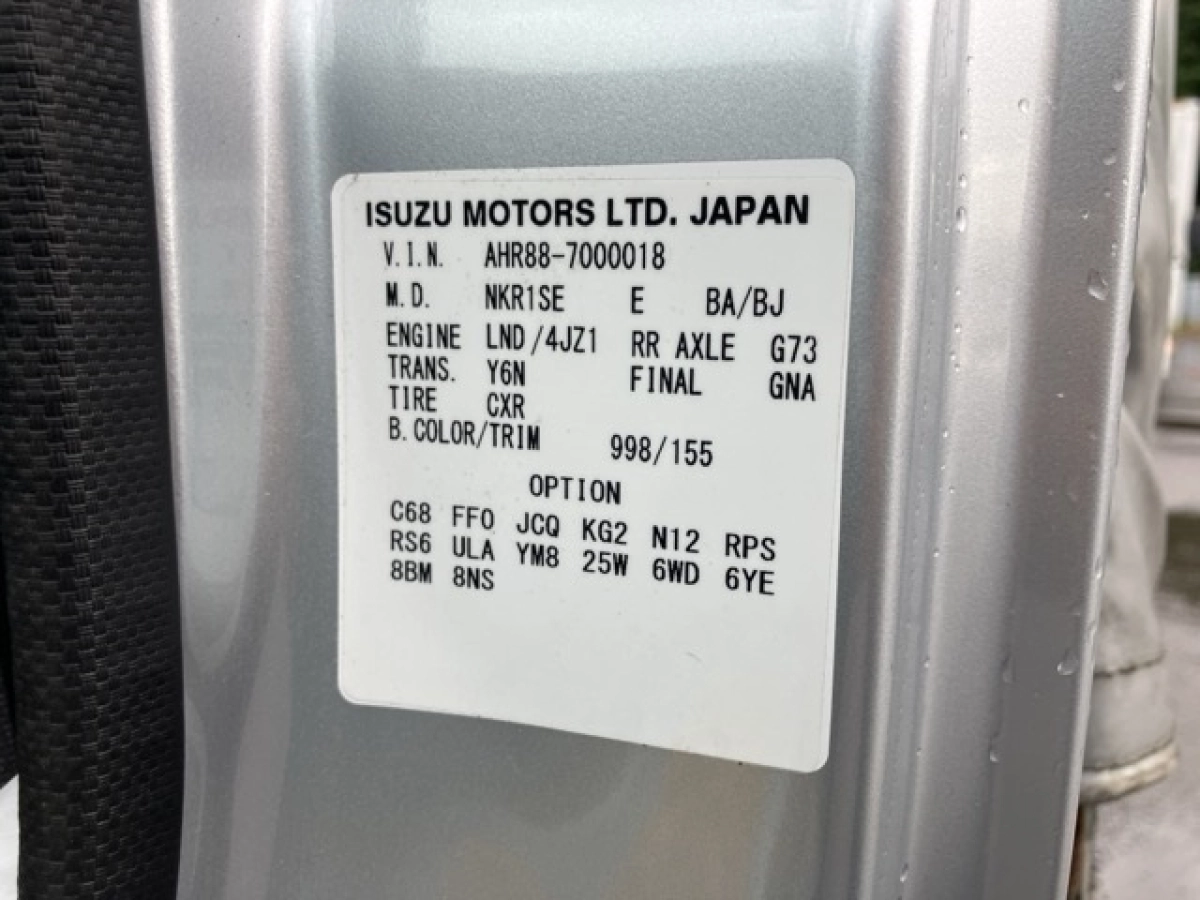 ISUZU MOTORS LTD. JAPAN
V.I.N. AHR88-7000018
M.D. NKR1SE E BA/BJ
ENGINE LND/4JZ1 RR AXLE G73
TRANS. Y6N FINAL GNA
TIRE CXR
B.COLOR/TRIM 998/155
OPTION
C68 FF0 JCQ KG2 N12 RPS
RS6 ULA YM8 25W 6WD 6YE
8BM 8NS